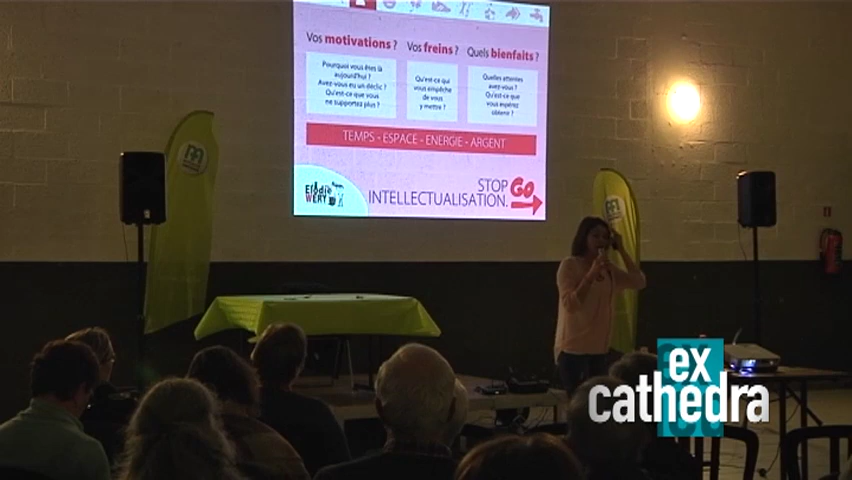 Vos motivations ? Vos freins ? Quels bienfaits ?
Pourquoi vous êtes là
aujourd'hui ?
Avez-vous eu un déclic ?
Qu'est-ce que vous
ne supportez plus ?
Qu'est-ce qui
vous empêche
de vous
y mettre ?
Quelles attentes
avez-vous ?
Qu'est-ce que
vous espérez
obtenir ?
TEMPS - ESPACE - ENERGIE - ARGENT
Elodie
WERY
STOP
INTELLECTUALISATION.
GO
ex
cathedra